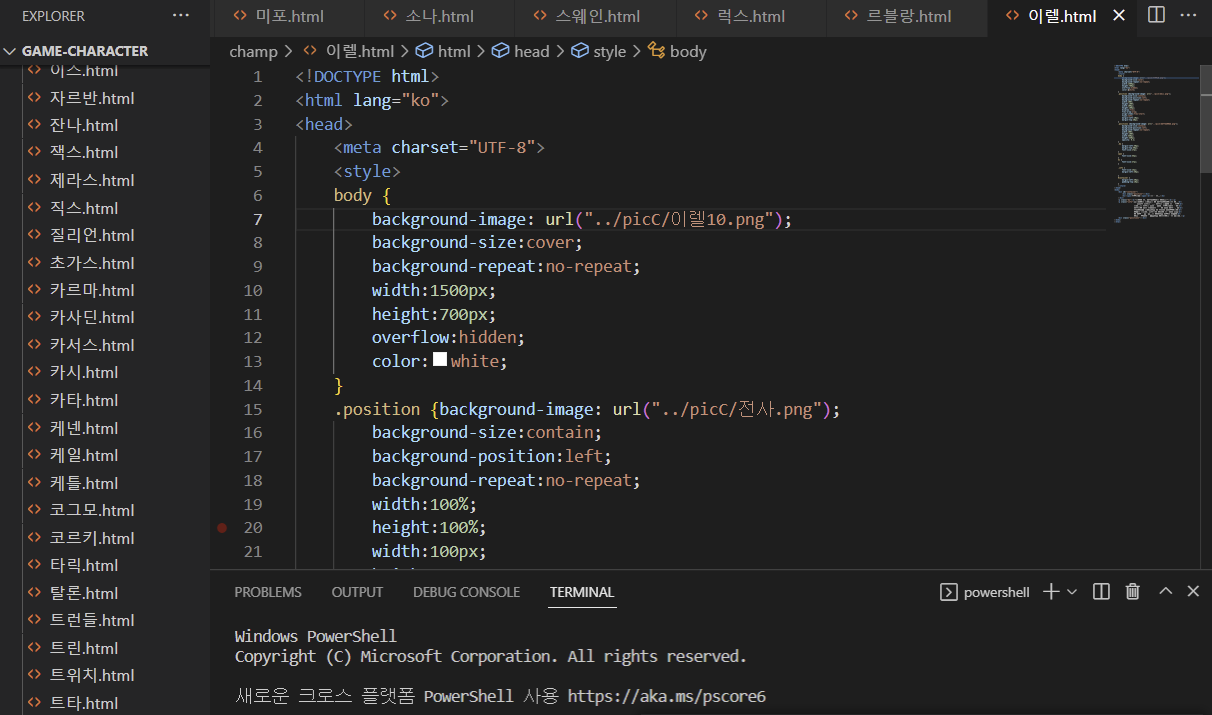 EXPLORER
GAME-CHARACTER
이즈.html
자르반.html
잔나.html
잭스.html
제라스.html
직스.html
질리언.html
초가스.html
카르마.html
카사딘.html
카서스.html
카시.html
카타.html
케넨.html
케일.html
케틀.html
코그모.html
코르키.html
타릭.html
탈론.html
트런들.html
트린.html
트위치.html
트타.html
미포.html 소나.html 스웨인.html 럭스.html 르블랑.html 이렐.html
champ > 이렐.html > html > head > style > body
1 <!DOCTYPE html>
2 <html lang="ko">
3 <head>
4 <meta charset="UTF-8">
5 <style>
6 body {
7 background-image: url("../picC/이렐10.png");
8 background-size:cover;
9 background-repeat:no-repeat;
10 width:1500px;
11 height:700px;
12 overflow:hidden;
13 color:white;
14 }
15 .position {background-image: url("../picC/전사.png");
16 background-size:contain;
17 background-position:left;
18 background-repeat:no-repeat;
19 width:100%;
20 height:100%;
21 width:100px;
PROBLEMS OUTPUT DEBUG CONSOLE TERMINAL powershell
Windows PowerShell
Copyright (C) Microsoft Corporation. All rights reserved.
새로운 크로스 플랫폼 PowerShell 사용 https://aka.ms/pscore6